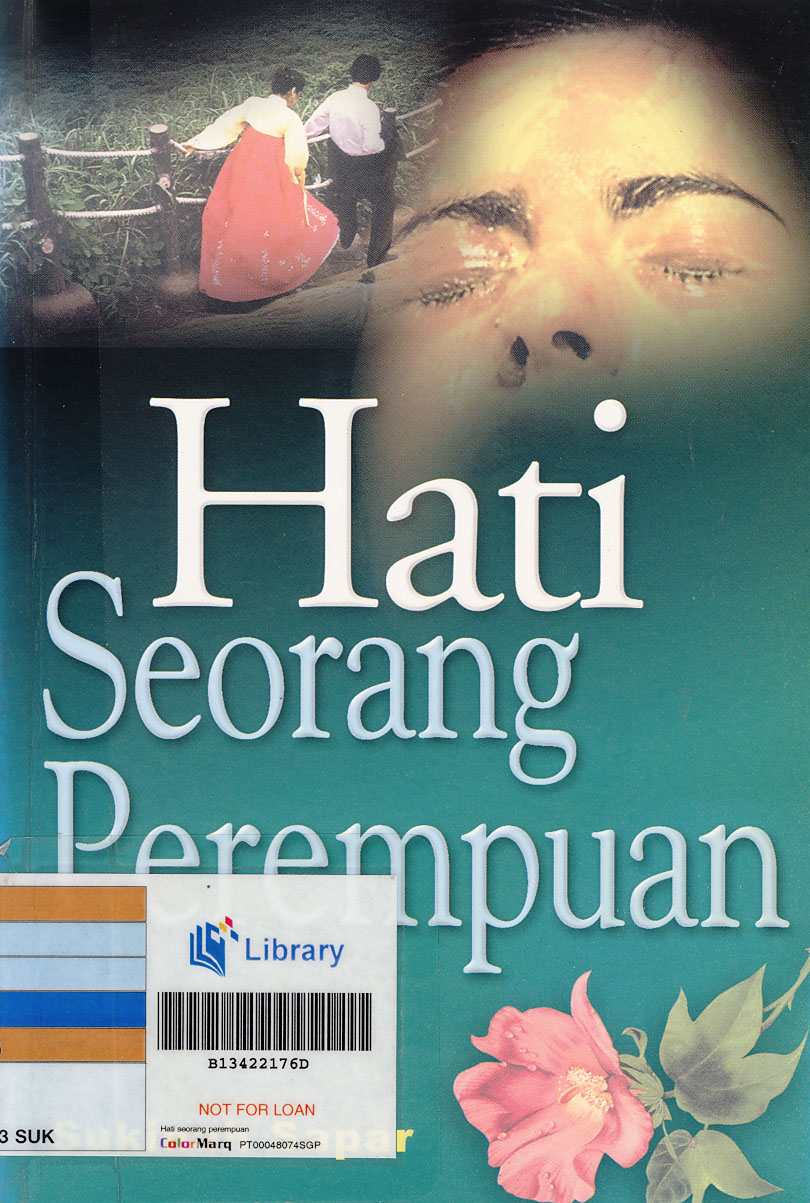 Hati
Seorang
Perempuan
Library
B13422176D
NOT FOR LOAN
Hati seorang perempuan
ColorMarq PT00048074SGP
3 SUK